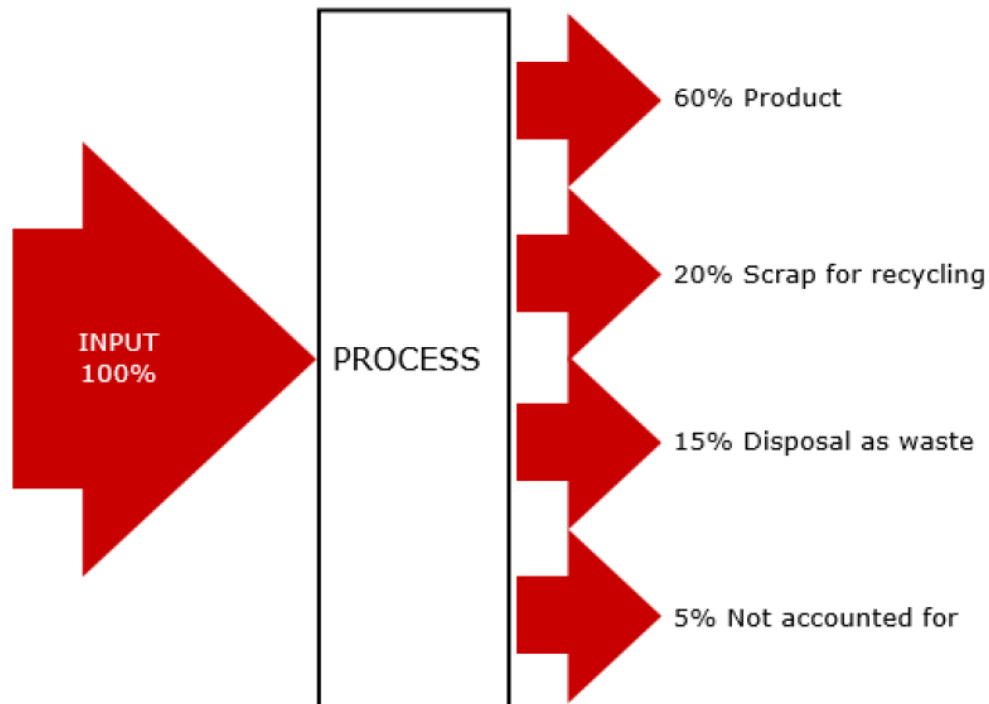 60% Product
20% Scrap for recycling
INPUT
100%
PROCESS
15% Disposal as waste
5% Not accounted for